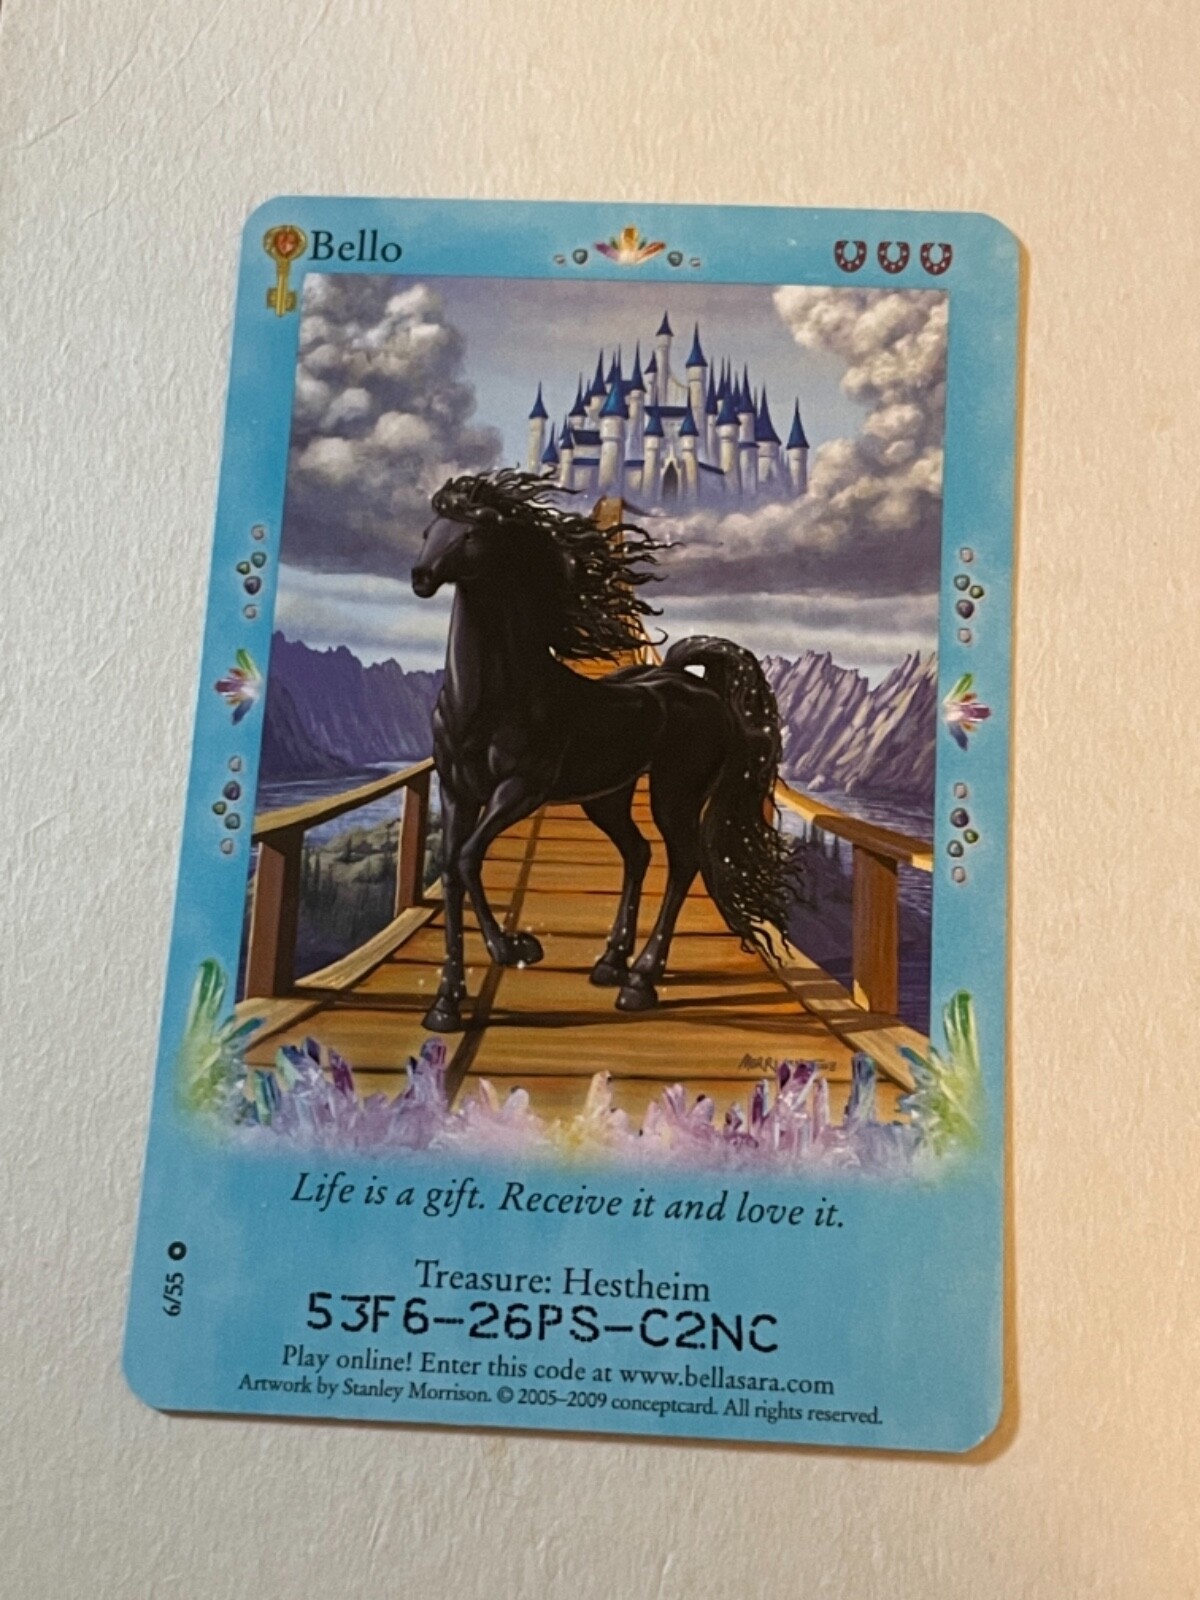 Bello
Life is a gift. Receive it and love it.
6/55
Treasure: Hestheim
53F6-26PS-C2NC
Play online! Enter this code at www.bellasara.com
Artwork by Stanley Morrison. © 2005–2009 conceptcard. All rights reserved.